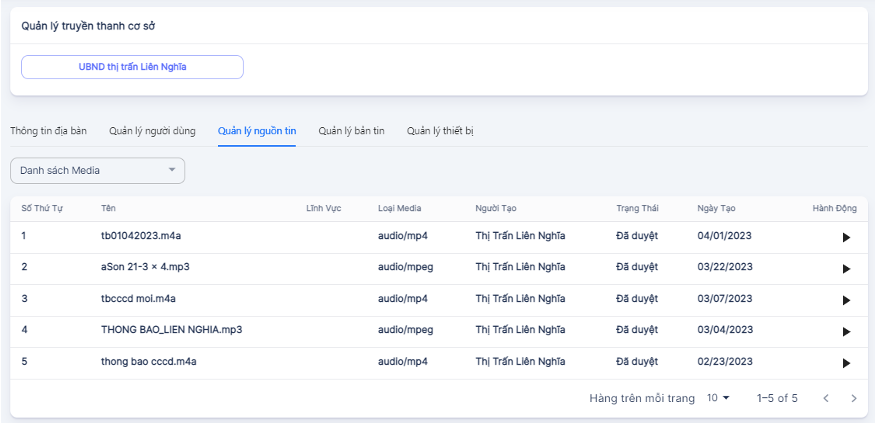 Quản lý truyền thanh cơ sở
UBND thị trấn Liên Nghĩa
Thông tin địa bàn Quản lý người dùng Quản lý nguồn tin Quản lý bản tin Quản lý thiết bị
Danh sách Media
Số Thứ Tự Tên Lĩnh Vực Loại Media Người Tạo Trạng Thái Ngày Tạo Hành Động
1 tb01042023.m4a audio/mp4 Thị Trấn Liên Nghĩa Đã duyệt 04/01/2023
2 aSon 21-3 × 4.mp3 audio/mpeg Thị Trấn Liên Nghĩa Đã duyệt 03/22/2023
3 tbcccd moi.m4a audio/mp4 Thị Trấn Liên Nghĩa Đã duyệt 03/07/2023
4 THONG BAO_LIEN NGHIA.mp3 audio/mpeg Thị Trấn Liên Nghĩa Đã duyệt 03/04/2023
5 thong bao cccd.m4a audio/mp4 Thị Trấn Liên Nghĩa Đã duyệt 02/23/2023
Hàng trên mỗi trang 10 1–5 of 5